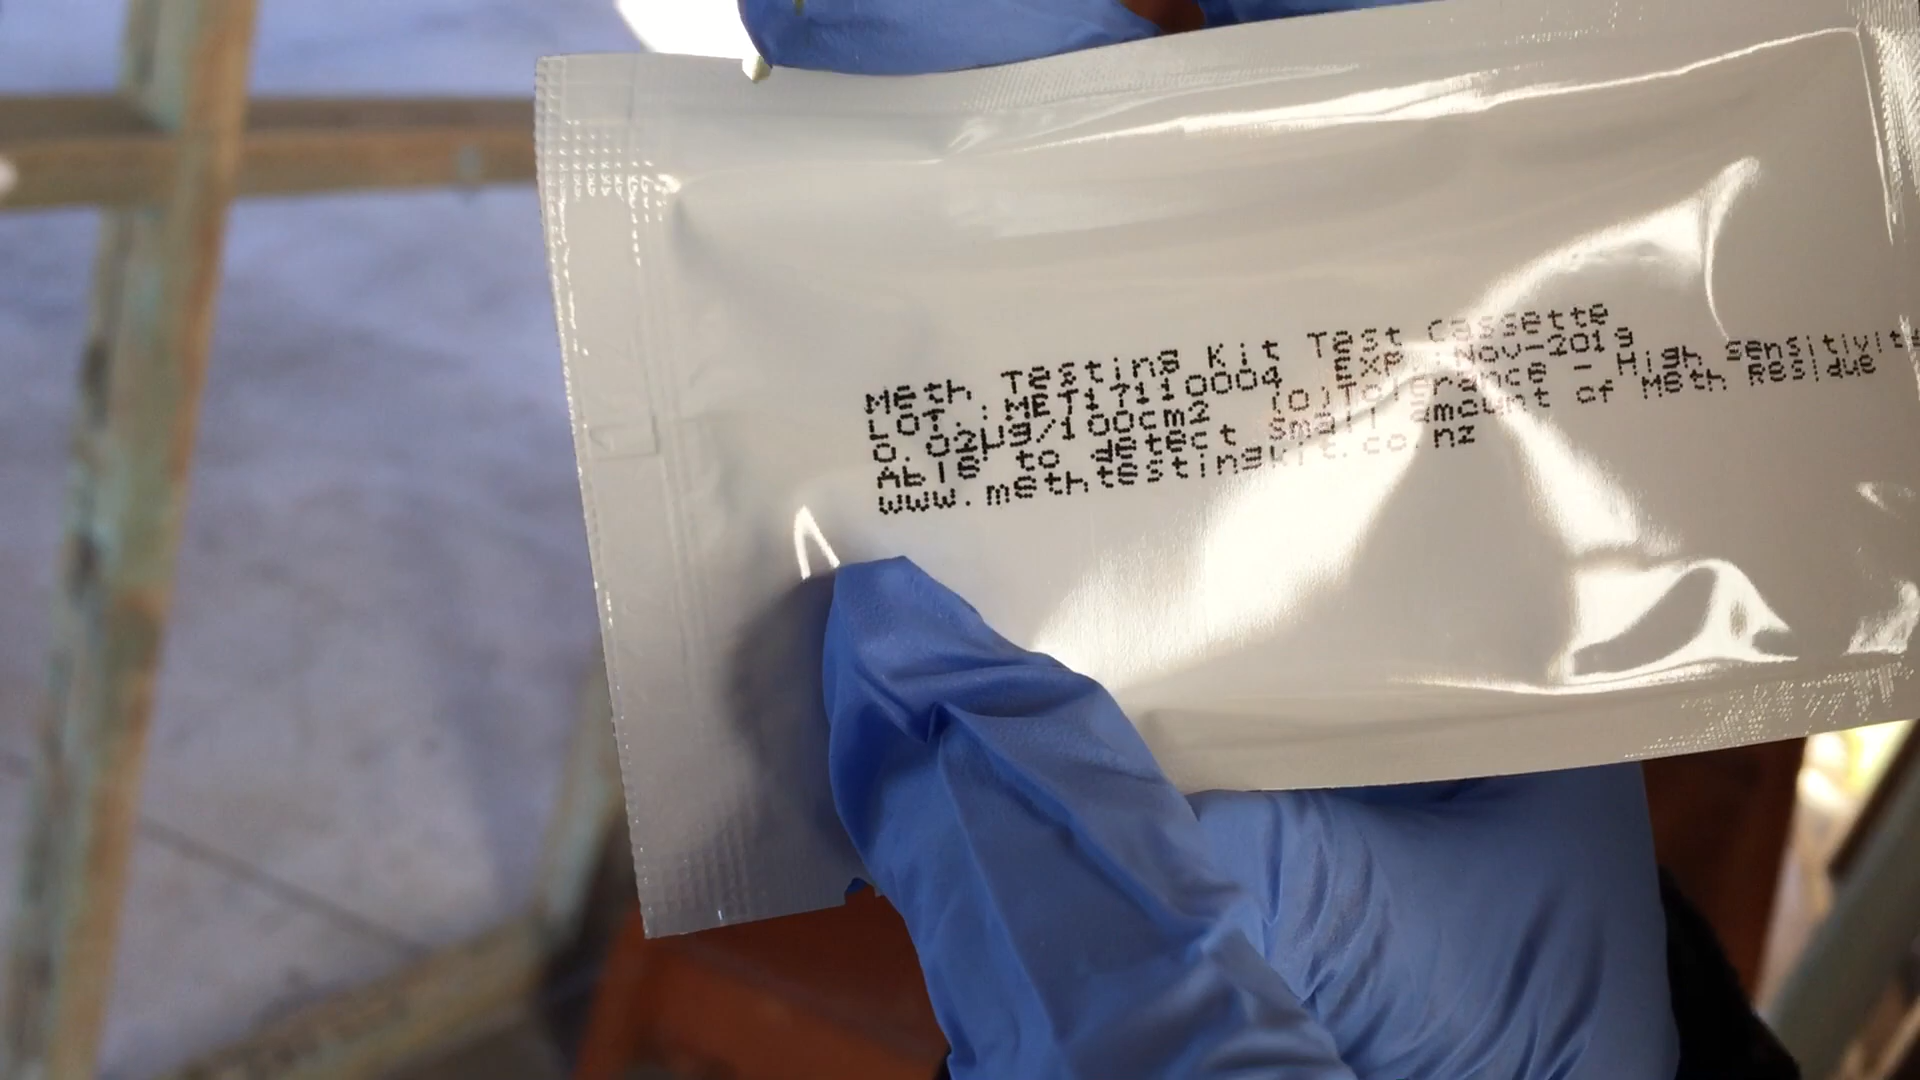 Meth Testing Kit Test Cassette
LOT.:MET17110004 EXP.:Nov-2019
0.02µg/100cm2 (0)Tolerance - High sensitivity
Able to detect small amount of Meth Residue
www.methtestingkit.co.nz